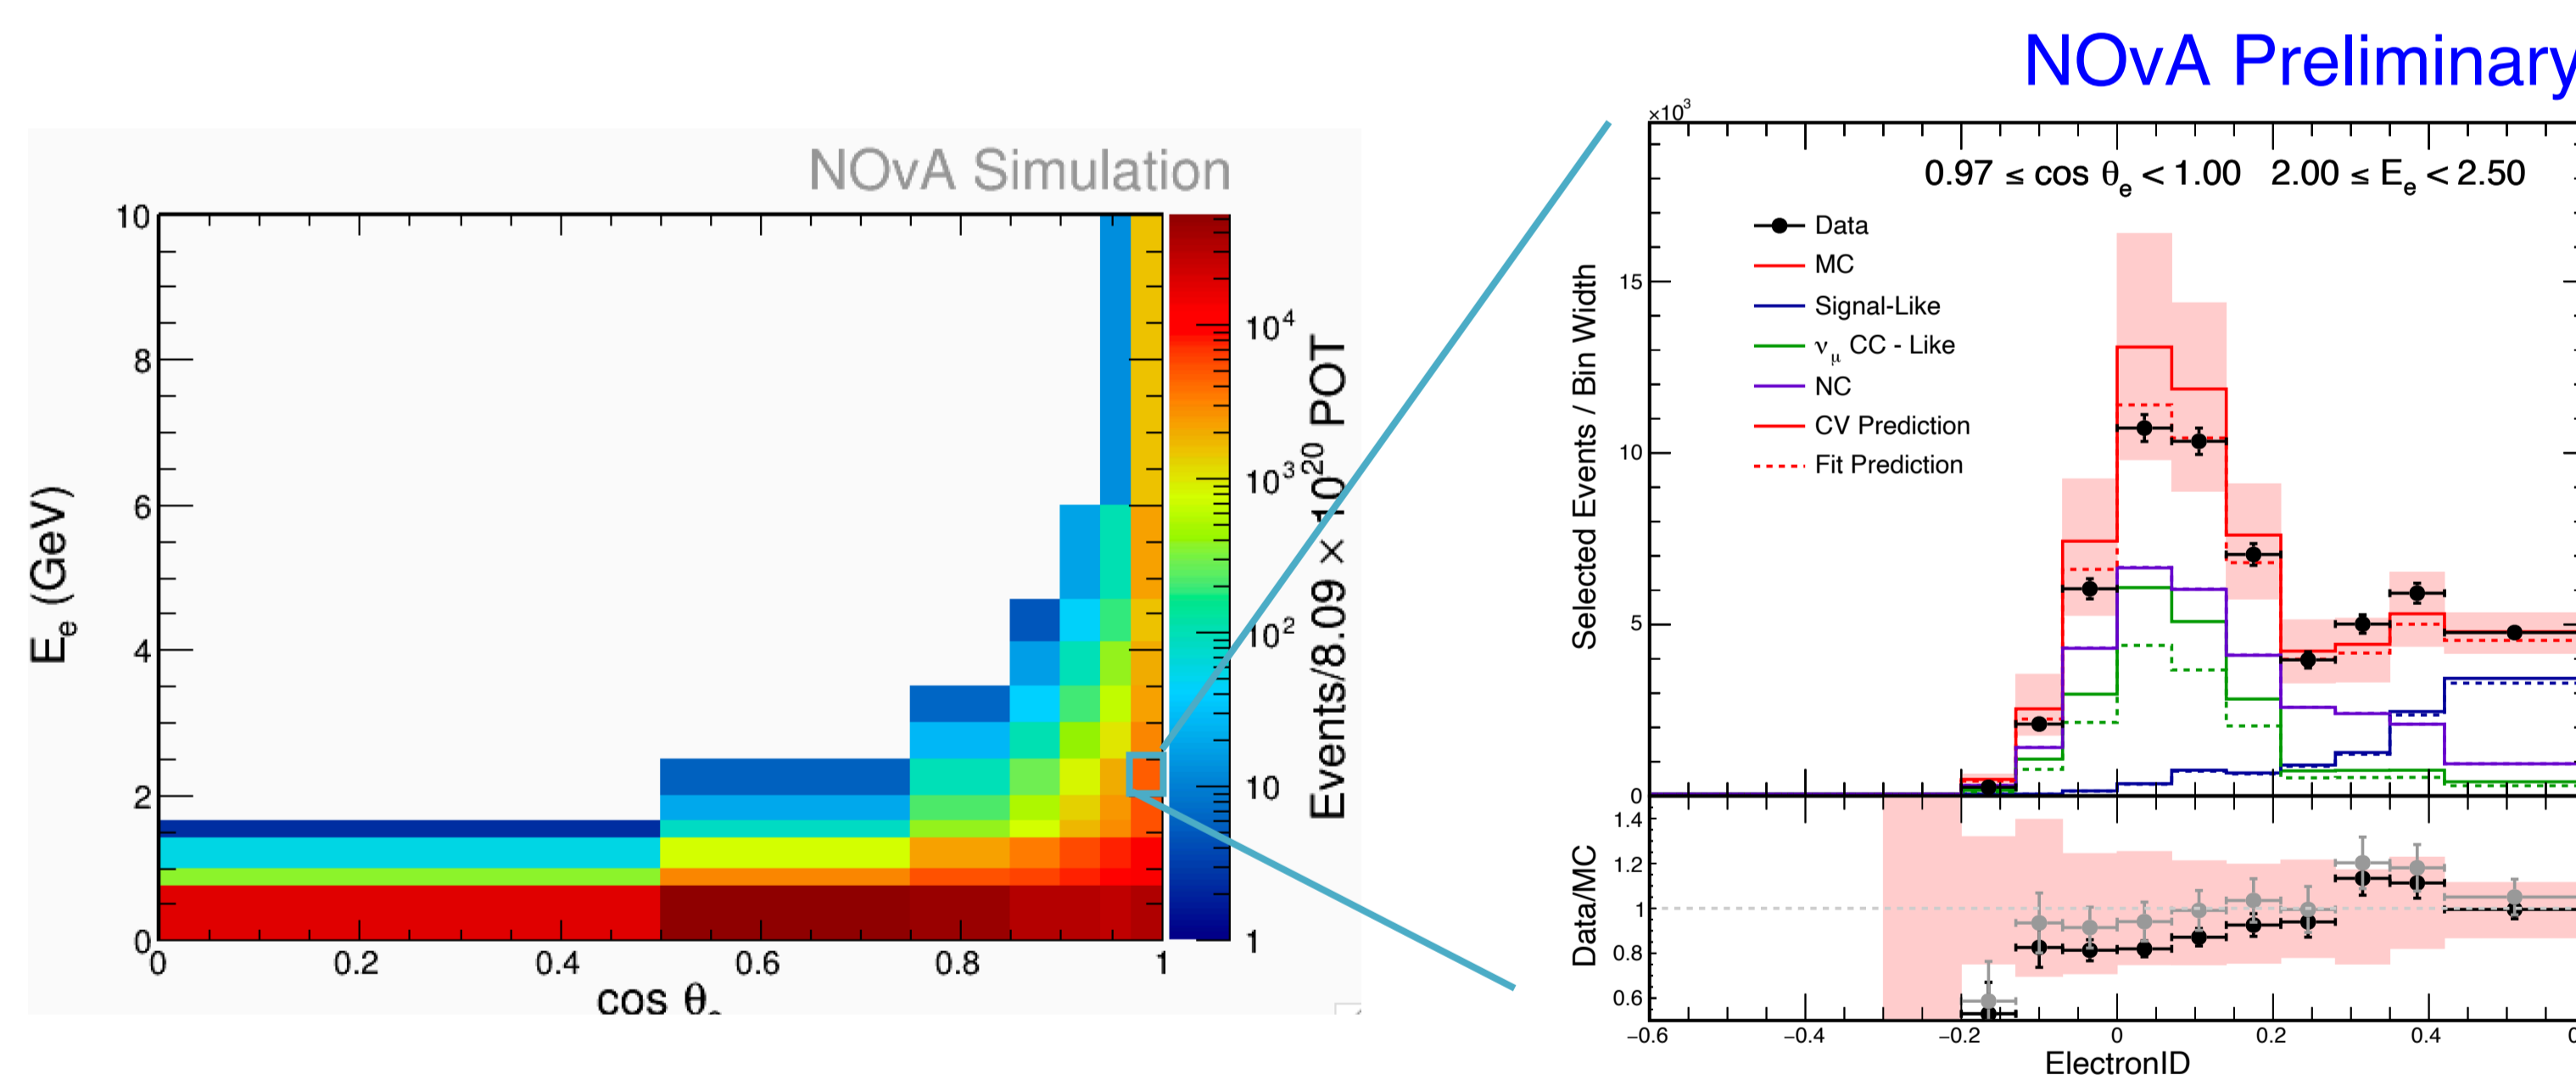 NOvA Preliminary
NOvA Simulation
E_e (GeV)
10
8
6
4
2
0
0 0.2 0.4 0.6 0.8 1
cos θ
10^4
10^3
10^2
10
1
Events/8.09 × 10^20 POT
×10^3
0.97 ≤ cos θ_e < 1.00 2.00 ≤ E_e < 2.50
Data
MC
Signal-Like
ν_μ CC - Like
NC
CV Prediction
Fit Prediction
Selected Events / Bin Width
15
10
5
0
Data/MC
1.4
1.2
1
0.8
0.6
−0.6 −0.4 −0.2 0 0.2 0.4
ElectronID